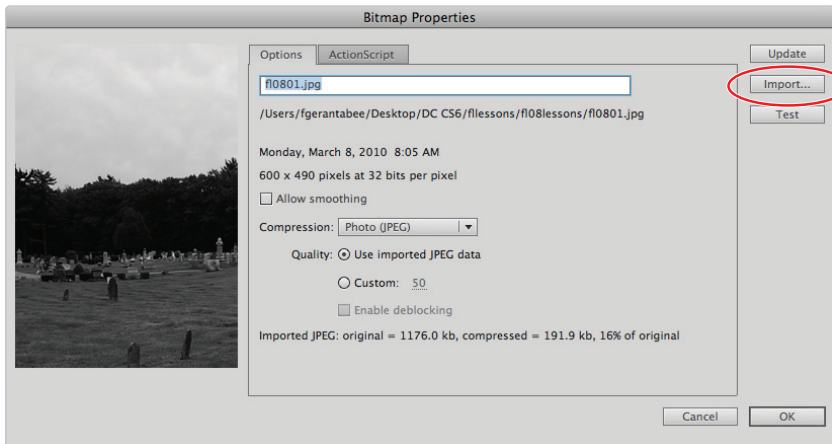 Bitmap Properties
Options
ActionScript
fl0801.jpg
/Users/fgerantabee/Desktop/DC CS6/fllessons/fl08lessons/fl0801.jpg
Monday, March 8, 2010 8:05 AM
600 x 490 pixels at 32 bits per pixel
Allow smoothing
Compression: Photo (JPEG)
Quality: Use imported JPEG data
Custom: 50
Enable deblocking
Imported JPEG: original = 1176.0 kb, compressed = 191.9 kb, 16% of original
Update
Import...
Test
Cancel
OK